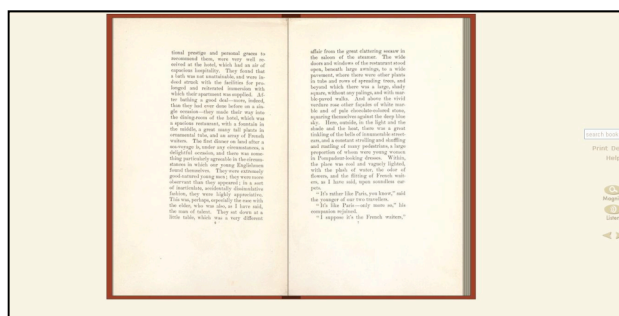 tional prestige and personal graces to
recommend them, were very well re-
ceived at the hotel, which had an air of
capacious hospitality. They found that
a bath was not unattainable, and were in-
deed struck with the facilities for pro-
longed and reiterated immersion with
which their apartment was supplied. Af-
ter bathing a good deal—more, indeed,
than they had ever done before on a sin-
gle occasion—they made their way into
the dining-room of the hotel, which was
a spacious restaurant, with a fountain in
the middle, a great many tall plants in
ornamental tubs, and an array of French
waiters. The first dinner on land after a
sea-voyage is, under any circumstances, a
delightful occasion, and there was some-
thing particularly agreeable in the circum-
stances in which our young Englishmen
found themselves. They were extremely
good-natured young men; they were more
observant than they appeared; in a sort
of inarticulate, accidentally dissimulative
fashion, they were highly appreciative.
This was, perhaps, especially the case with
the elder, who was also, as I have said,
the man of talent. They sat down at a
little table, which was a very different
affair from the great clattering seesaw in
the saloon of the steamer. The wide
doors and windows of the restaurant stood
open, beneath large awnings, to a wide
pavement, where there were other plants
in tubs and rows of spreading trees, and
beyond which there was a large, shady
square, without any palings, and with mar-
ble-paved walks. And above the vivid
verdure rose other façades of white mar-
ble and of pale chocolate-colored stone,
squaring themselves against the deep blue
sky. Here, outside, in the light and the
shade and the heat, there was a great
tinkling of the bells of innumerable street-
cars, and a constant strolling and shuffling
and rustling of many pedestrians, a large
proportion of whom were young women
in Pompadour-looking dresses. Within,
the place was cool and vaguely lighted,
with the plash of water, the odor of
flowers, and the flitting of French wait-
ers, as I have said, upon soundless car-
pets.
"It's rather like Paris, you know," said
the younger of our two travellers.
"It's like Paris—only more so," his
companion rejoined.
"I suppose it's the French waiters,"
search book
Print
Help